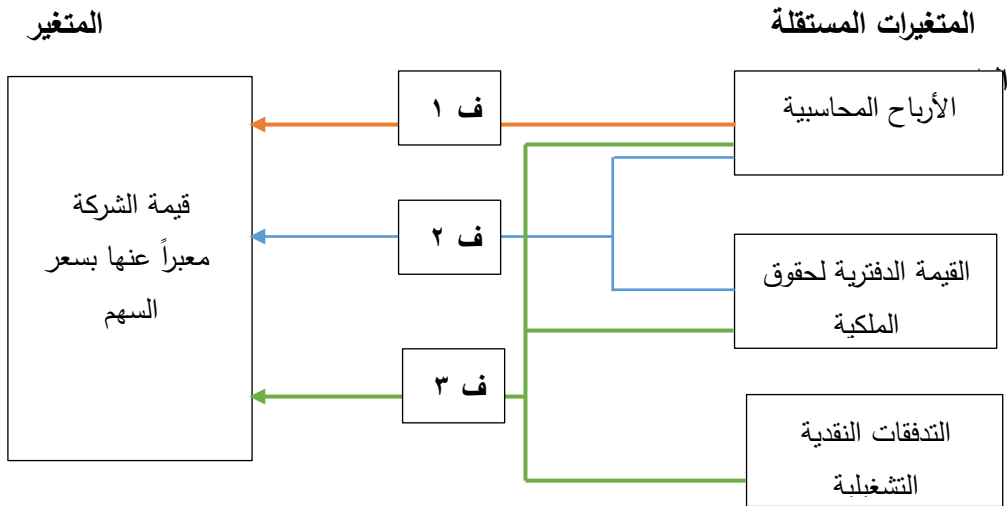 المتغيرات المستقلة
المتغير
الأرباح المحاسبية
ف ١
قيمة الشركة
معبراً عنها بسعر
السهم
ف ٢
القيمة الدفترية لحقوق
الملكية
ف ٣
التدفقات النقدية
التشغيلية